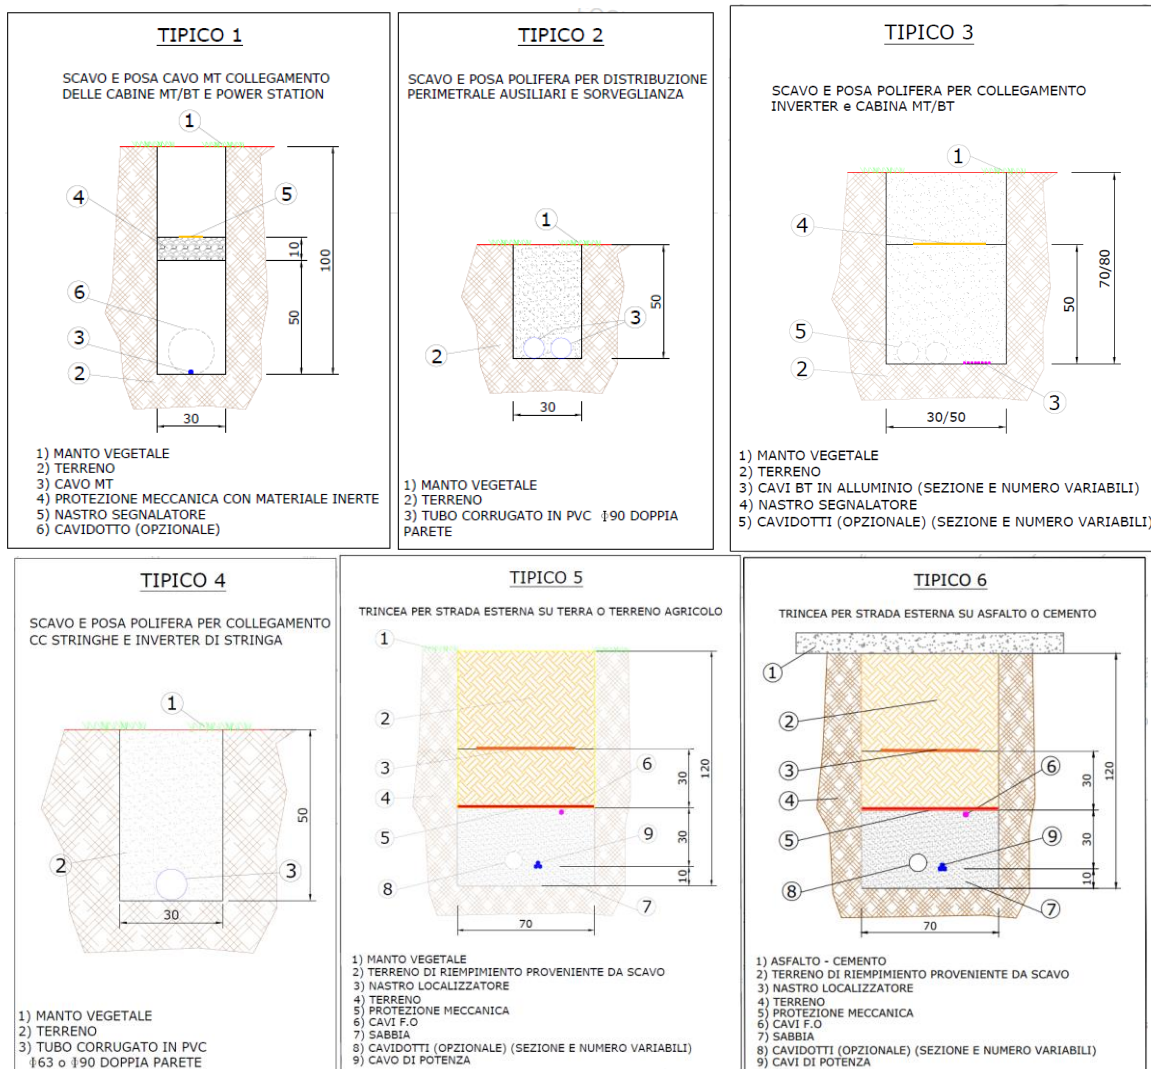 TIPICO 1
SCAVO E POSA CAVO MT COLLEGAMENTO
DELLE CABINE MT/BT E POWER STATION
1
4
5
10
100
6
50
3
2
30
1) MANTO VEGETALE
2) TERRENO
3) CAVO MT
4) PROTEZIONE MECCANICA CON MATERIALE INERTE
5) NASTRO SEGNALATORE
6) CAVIDOTTO (OPZIONALE)
TIPICO 2
SCAVO E POSA POLIFERA PER DISTRIBUZIONE
PERIMETRALE AUSILIARI E SORVEGLIANZA
1
50
3
2
30
1) MANTO VEGETALE
2) TERRENO
3) TUBO CORRUGATO IN PVC Φ90 DOPPIA
PARETE
TIPICO 3
SCAVO E POSA POLIFERA PER COLLEGAMENTO
INVERTER e CABINA MT/BT
1
4
70/80
50
5
2
3
30/50
1) MANTO VEGETALE
2) TERRENO
3 CAVI BT IN ALLUMINIO (SEZIONE E NUMERO VARIABILI)
4) NASTRO SEGNALATORE
5) CAVIDOTTI (OPZIONALE) (SEZIONE E NUMERO VARIABILI)
TIPICO 4
SCAVO E POSA POLIFERA PER COLLEGAMENTO
CC STRINGHE E INVERTER DI STRINGA
1
50
2
3
30
1) MANTO VEGETALE
2) TERRENO
3) TUBO CORRUGATO IN PVC
Φ63 o Φ90 DOPPIA PARETE
TIPICO 5
TRINCEA PER STRADA ESTERNA SU TERRA O TERRENO AGRICOLO
1
2
3
6
30
120
4
5
9
30
8
10
7
70
1) MANTO VEGETALE
2) TERRENO DI RIEMPIMENTO PROVENIENTE DA SCAVO
3) NASTRO LOCALIZZATORE
4) TERRENO
5) PROTEZIONE MECCANICA
6) CAVI F.O
7) SABBIA
8) CAVIDOTTI (OPZIONALE) (SEZIONE E NUMERO VARIABILI)
9) CAVO DI POTENZA
TIPICO 6
TRINCEA PER STRADA ESTERNA SU ASFALTO O CEMENTO
1
2
3
6
30
120
4
5
9
30
8
10
7
70
1) ASFALTO - CEMENTO
2) TERRENO DI RIEMPIMENTO PROVENIENTE DA SCAVO
3) NASTRO LOCALIZZATORE
4) TERRENO
5) PROTEZIONE MECCANICA
6) CAVI F.O
7) SABBIA
8) CAVIDOTTI (OPZIONALE) (SEZIONE E NUMERO VARIABILI)
9) CAVI DI POTENZA